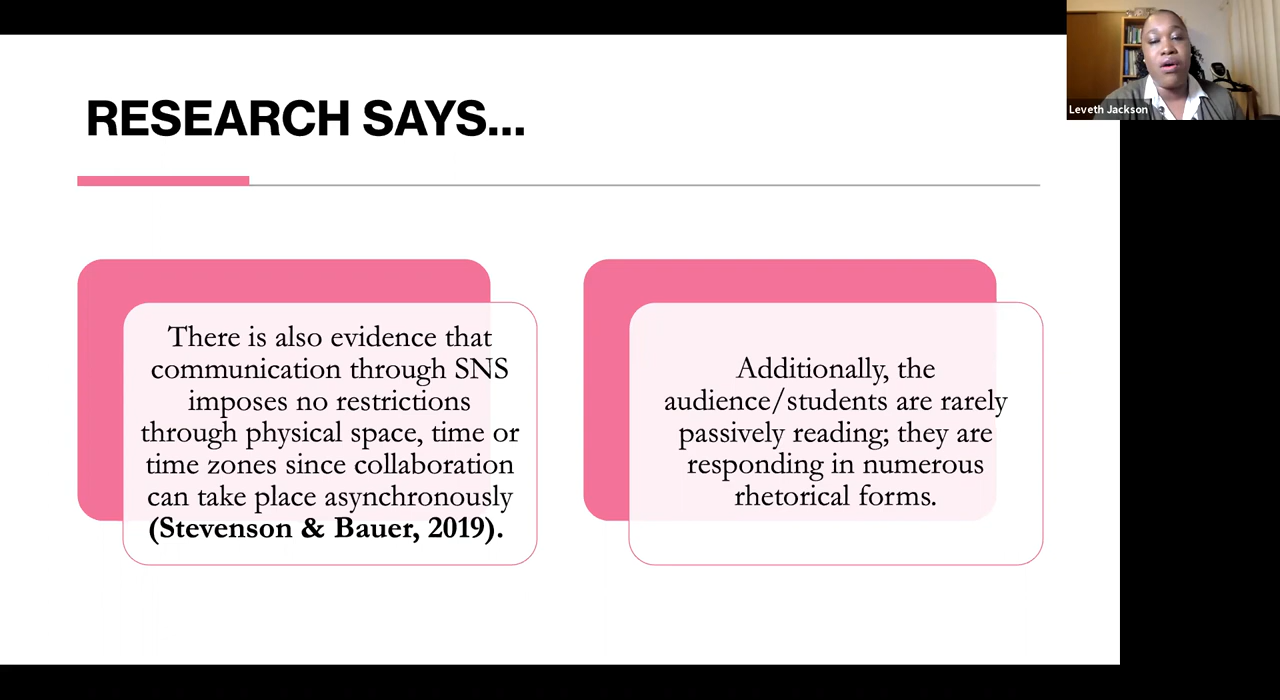 RESEARCH SAYS...
Leveth Jackson
There is also evidence that
communication through SNS
imposes no restrictions
through physical space, time or
time zones since collaboration
can take place asynchronously
(Stevenson & Bauer, 2019).
Additionally, the
audience/students are rarely
passively reading; they are
responding in numerous
rhetorical forms.